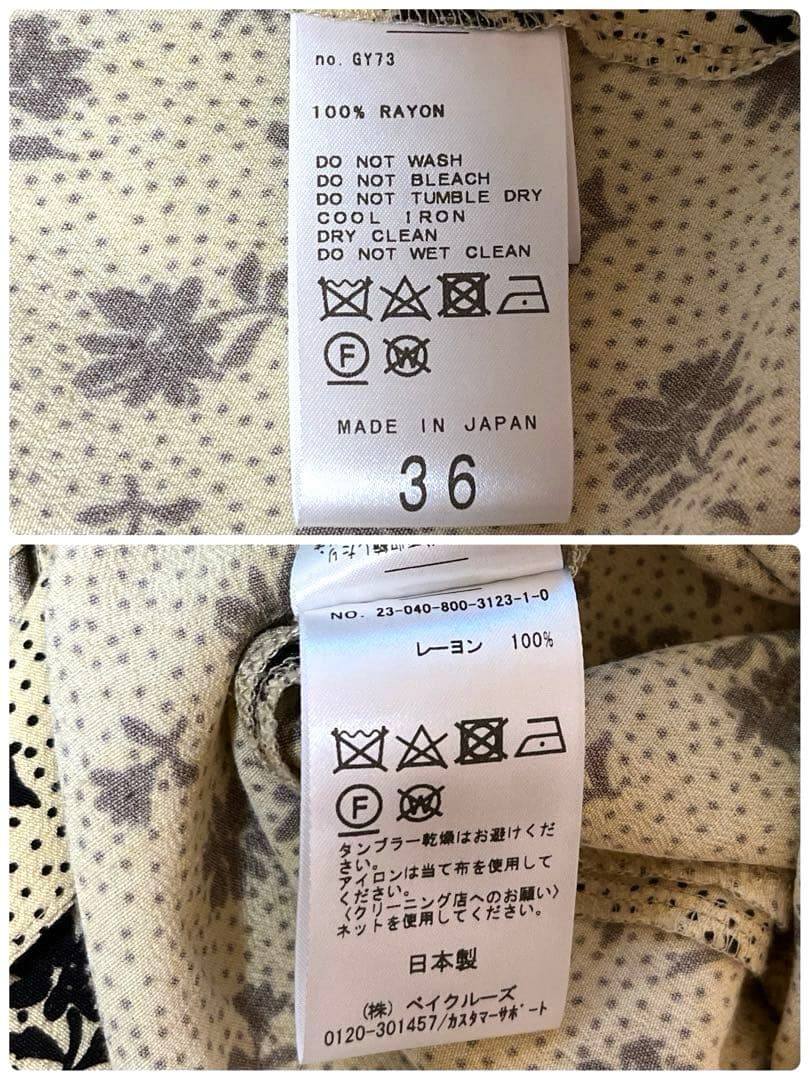 no. GY73
100% RAYON
DO NOT WASH
DO NOT BLEACH
DO NOT TUMBLE DRY
COOL IRON
DRY CLEAN
DO NOT WET CLEAN
F
W
MADE IN JAPAN
36
NO. 23-040-800-3123-1-0
レーヨン 100%
F
W
タンブラー乾燥はお避けくだ
さい。
アイロンは当て布を使用して
ください。
〈クリーニング店へのお願い〉
ネットを使用してください。
日本製
(株) ベイクルーズ
0120-301457/カスタマーサポート